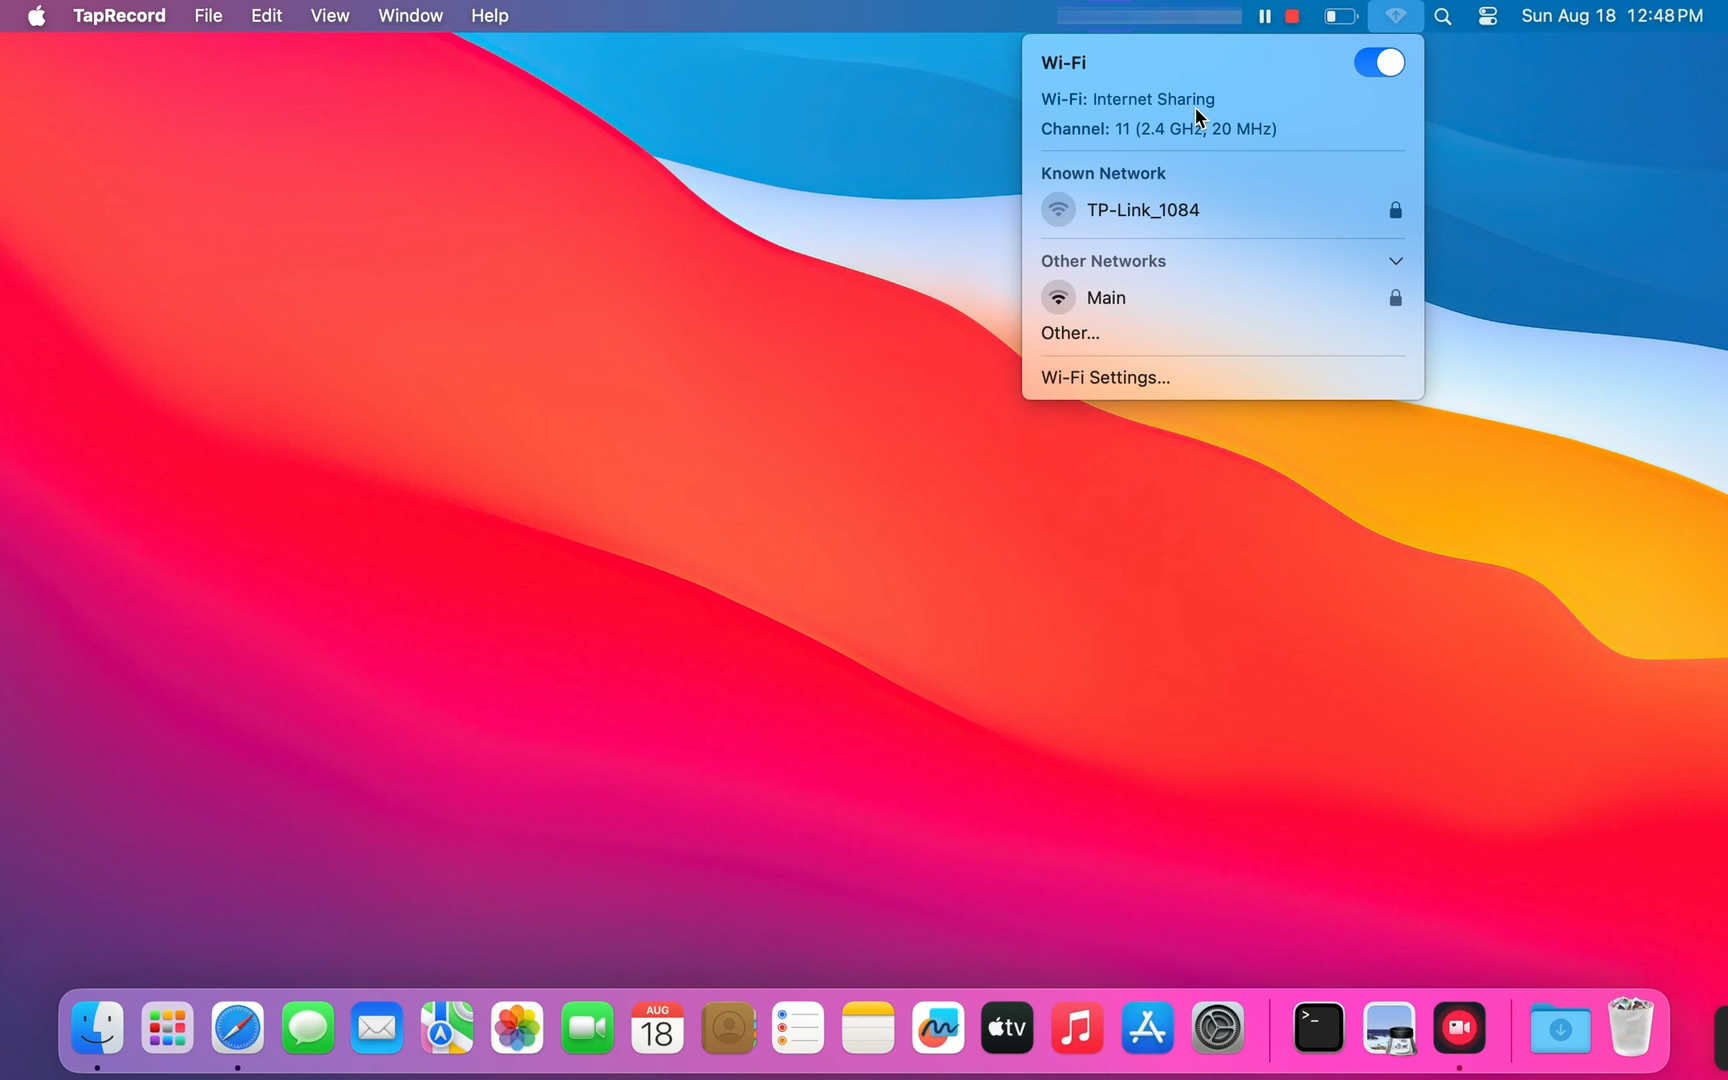 TapRecord File Edit View Window Help Sun Aug 18 12:48 PM
Wi-Fi
Wi-Fi: Internet Sharing
Channel: 11 (2.4 GHz, 20 MHz)
Known Network
TP-Link_1084
Other Networks
Main
Other...
Wi-Fi Settings...
AUG
18
tv
>_